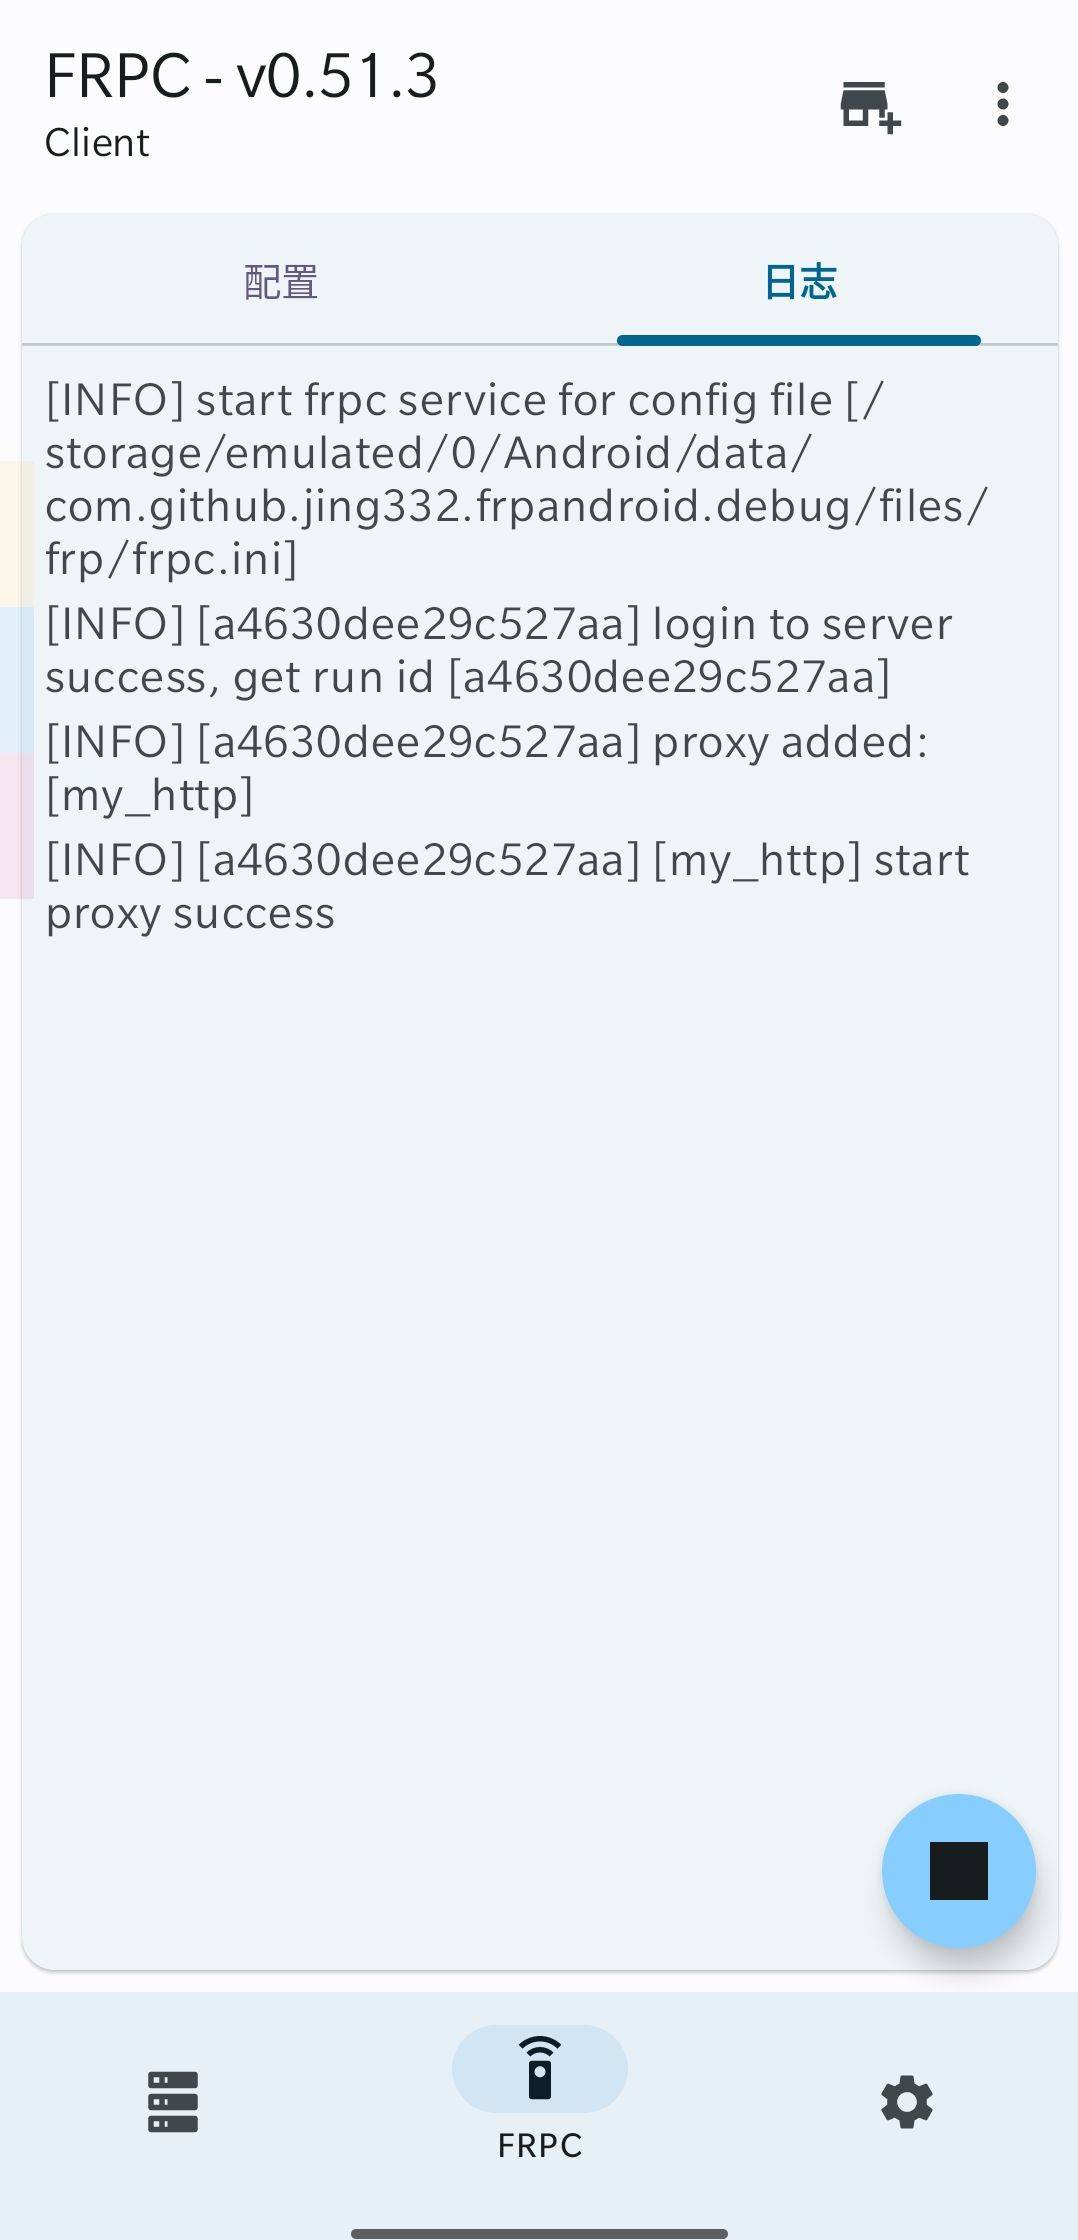 FRPC - v0.51.3
Client
配置
日志
[INFO] start frpc service for config file [/
storage/emulated/0/Android/data/
com.github.jing332.frpandroid.debug/files/
frp/frpc.ini]
[INFO] [a4630dee29c527aa] login to server
success, get run id [a4630dee29c527aa]
[INFO] [a4630dee29c527aa] proxy added:
[my_http]
[INFO] [a4630dee29c527aa] [my_http] start
proxy success
FRPC